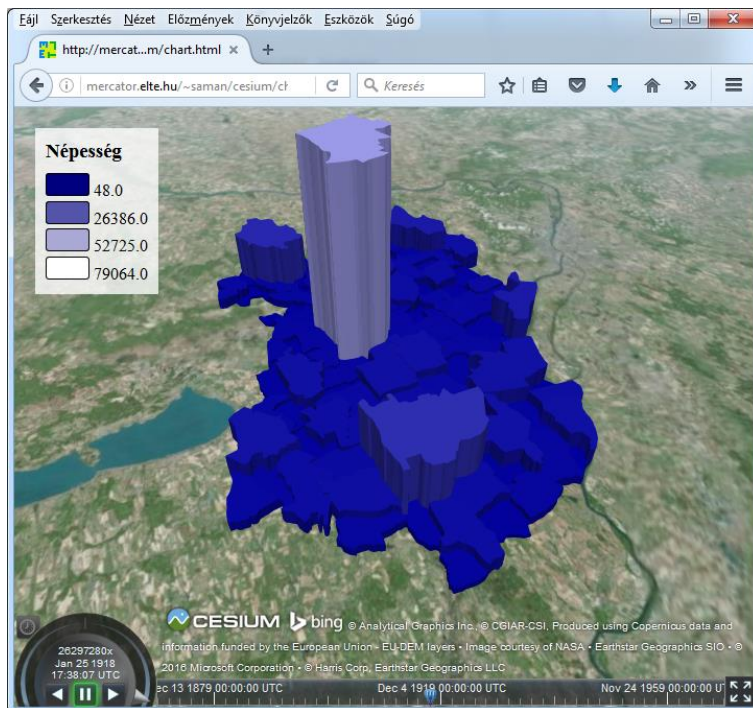 Fájl Szerkesztés Nézet Előzmények Könyvjelzők Eszközök Súgó
http://mercat...m/chart.html × +
mercator.elte.hu/~saman/cesium/ch
Keresés
Népesség
48.0
26386.0
52725.0
79064.0
CESIUM bing © Analytical Graphics Inc., © CGIAR-CSI, Produced using Copernicus data and
information funded by the European Union - EU-DEM layers • Image courtesy of NASA • Earthstar Geographics SIO • ©
2016 Microsoft Corporation • © Harris Corp, Earthstar Geographics LLC
26297280x
Jan 25 1918
17:38:07 UTC
ec 13 1879 00:00:00 UTC Dec 4 1919 00:00:00 UTC Nov 24 1959 00:00:00 UTC